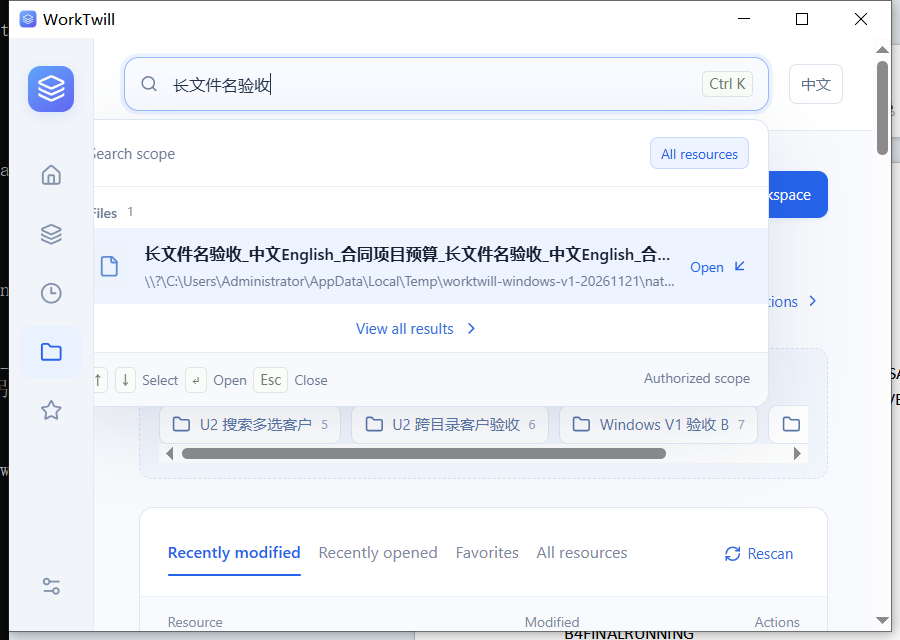 WorkTwill
长文件名验收
Ctrl K
中文
Search scope
All resources
Files 1
kspace
长文件名验收_中文English_合同项目预算_长文件名验收_中文English_合...
\\?\C:\Users\Administrator\AppData\Local\Temp\worktwill-windows-v1-20261121\nat...
Open
tions
View all results
↑ ↓ Select ↵ Open Esc Close
Authorized scope
U2 搜索多选客户 5
U2 跨目录客户验收 6
Windows V1 验收 B 7
Recently modified
Recently opened
Favorites
All resources
Rescan
Resource
Modified
Actions
B4FINALRUNNING